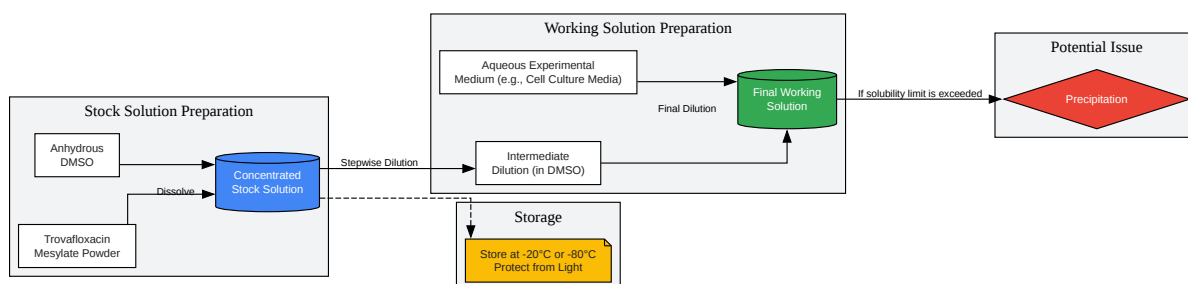 Stock Solution Preparation
Anhydrous
DMSO
Dissolve
Trovafloxacin
Mesylate Powder
Concentrated
Stock Solution
Stepwise Dilution
Working Solution Preparation
Aqueous Experimental
Medium (e.g., Cell Culture Media)
Final Dilution
Intermediate
Dilution (in DMSO)
Final Working
Solution
If solubility limit is exceeded
Potential Issue
Precipitation
Storage
Store at -20°C or -80°C
Protect from Light